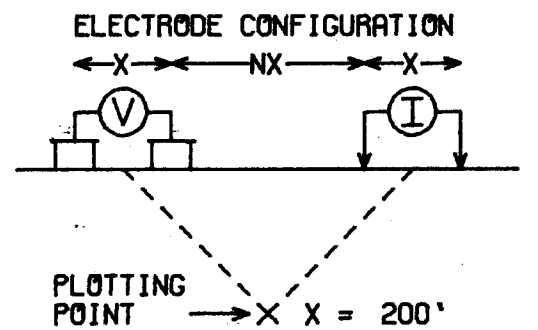 ELECTRODE CONFIGURATION
X NX X
V I
PLOTTING
POINT X = 200'